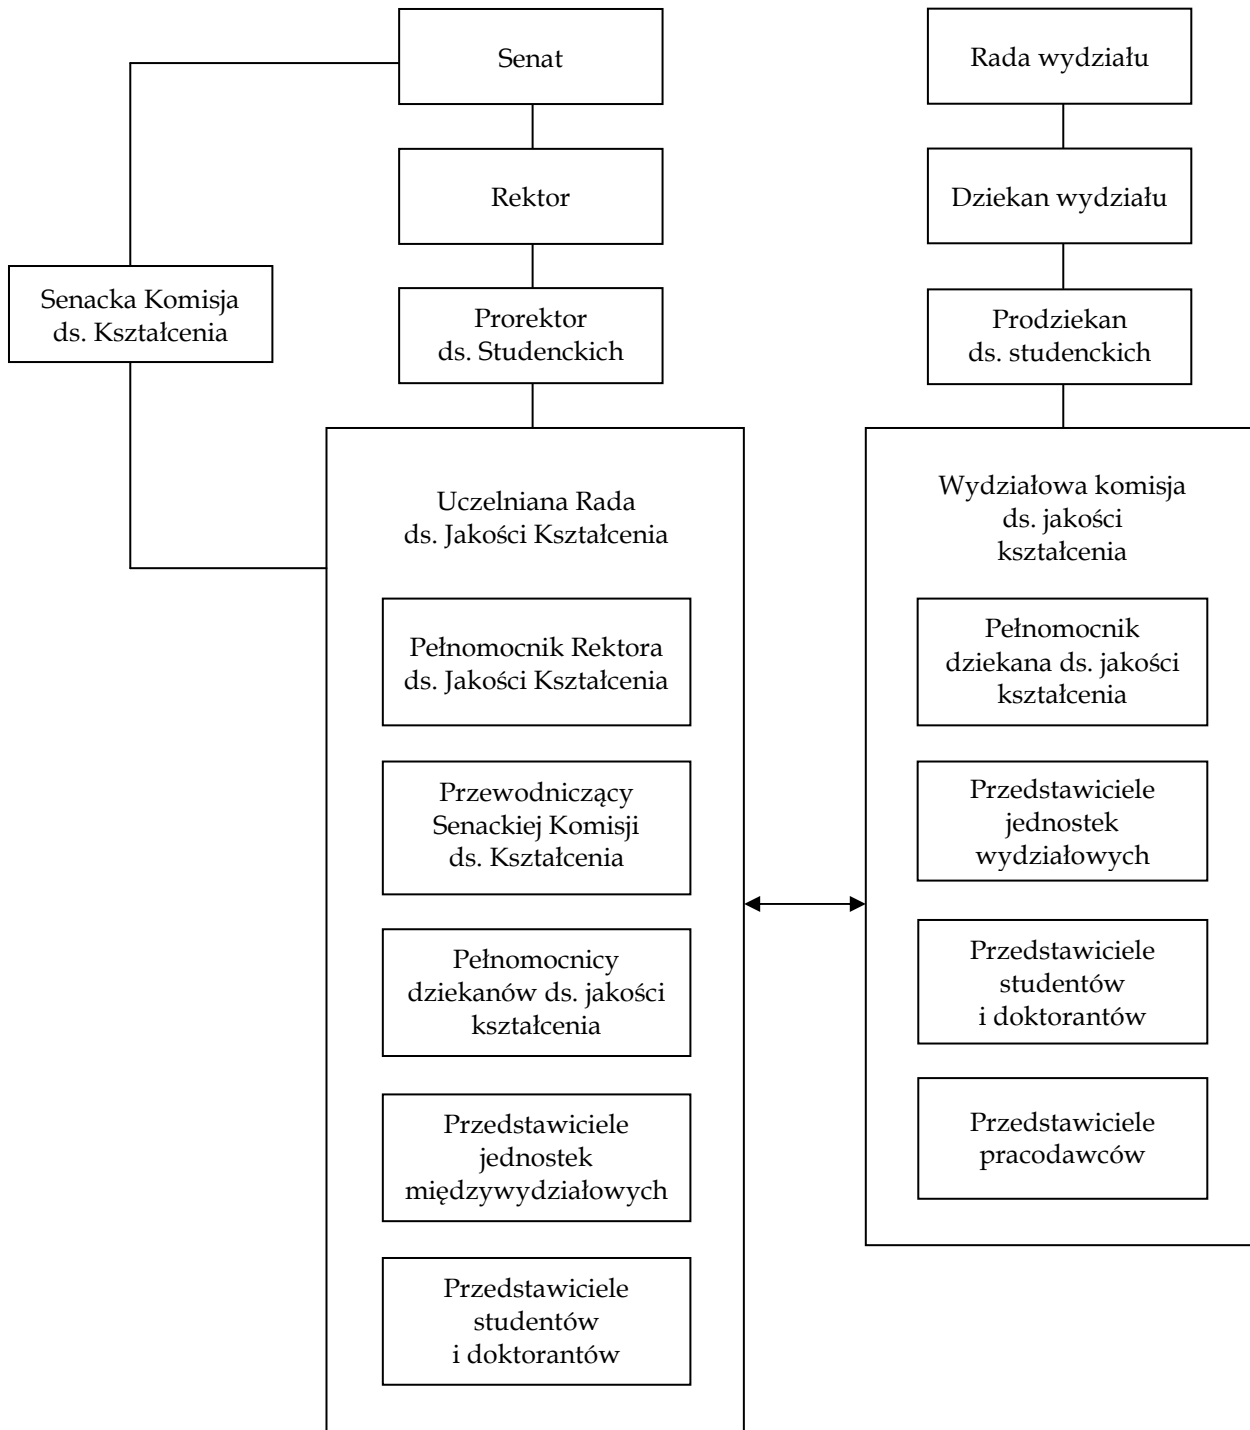 Senat
Rektor
Senacka Komisja
ds. Kształcenia
Prorektor
ds. Studenckich
Uczelniana Rada
ds. Jakości Kształcenia
Pełnomocnik Rektora
ds. Jakości Kształcenia
Przewodniczący
Senackiej Komisji
ds. Kształcenia
Pełnomocnicy
dziekanów ds. jakości
kształcenia
Przedstawiciele
jednostek
międzywydziałowych
Przedstawiciele
studentów
i doktorantów
Rada wydziału
Dziekan wydziału
Prodziekan
ds. studenckich
Wydziałowa komisja
ds. jakości
kształcenia
Pełnomocnik
dziekana ds. jakości
kształcenia
Przedstawiciele
jednostek
wydziałowych
Przedstawiciele
studentów
i doktorantów
Przedstawiciele
pracodawców